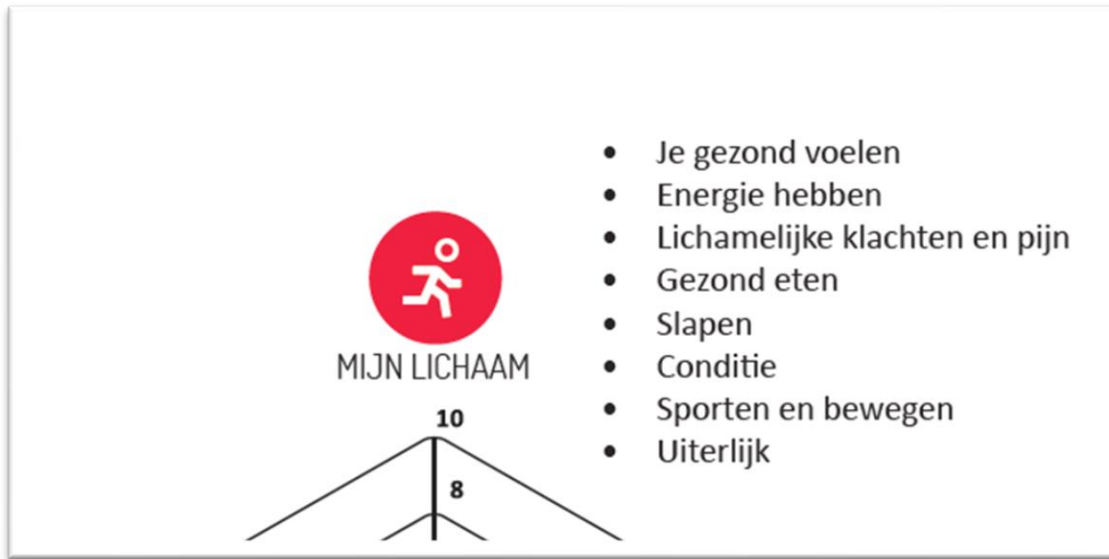 • Je gezond voelen
• Energie hebben
• Lichamelijke klachten en pijn
• Gezond eten
• Slapen
• Conditie
• Sporten en bewegen
• Uiterlijk
MIJN LICHAAM
10
8